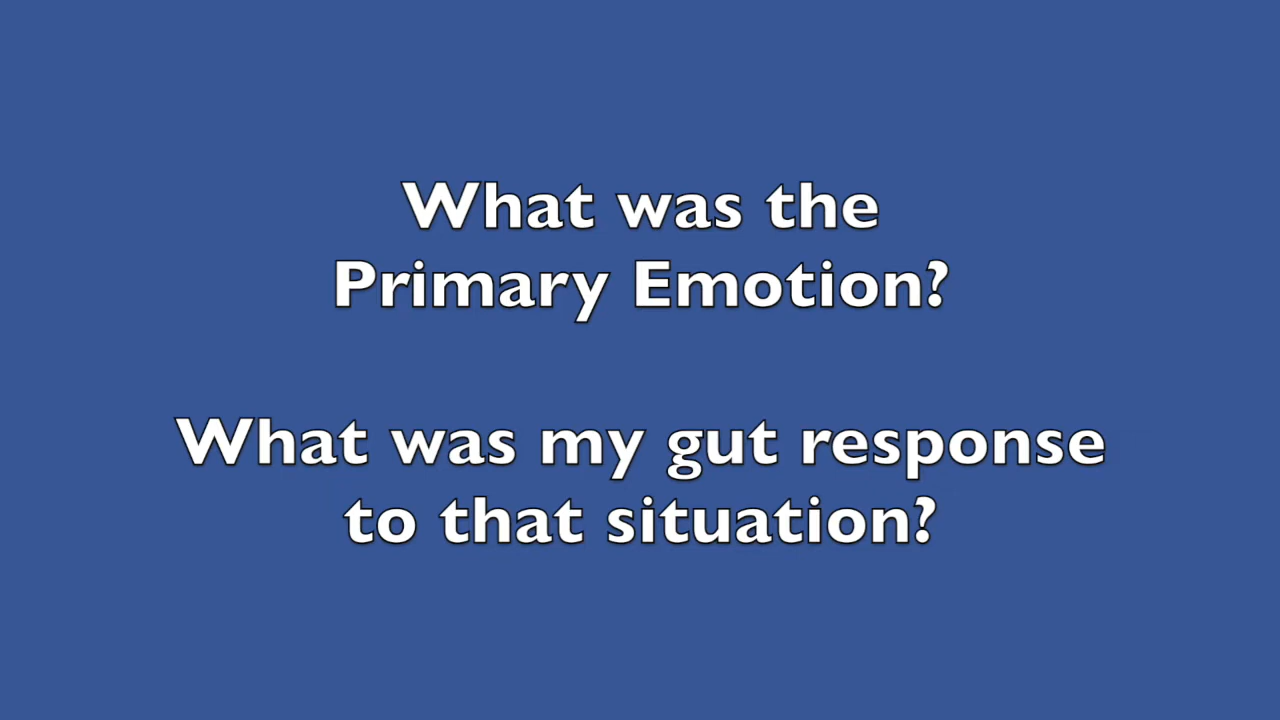 What was the
Primary Emotion?
What was my gut response
to that situation?